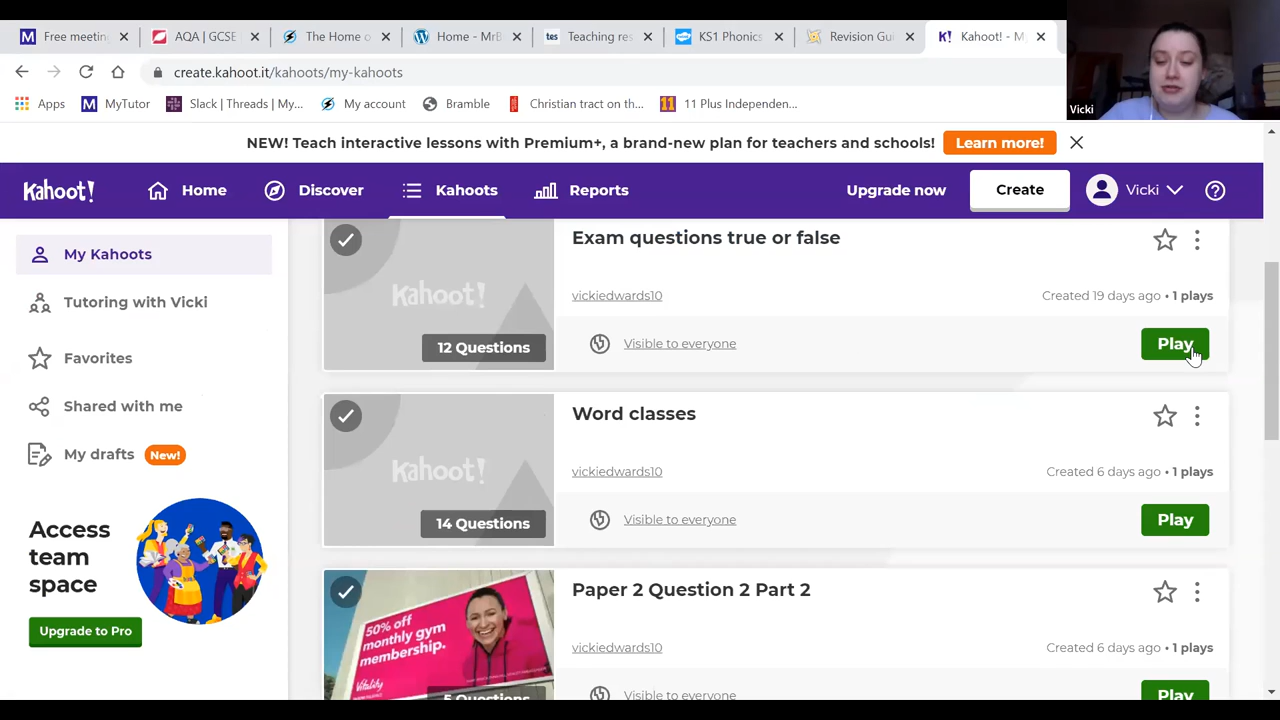 Free meetin
AQA | GCSE
The Home o
Home - MrB
tes Teaching res
KS1 Phonics
Revision Gui
K! Kahoot! - M
create.kahoot.it/kahoots/my-kahoots
Vicki
Apps
M MyTutor
Slack | Threads | My...
My account
Bramble
Christian tract on th...
11 11 Plus Independen...
NEW! Teach interactive lessons with Premium+, a brand-new plan for teachers and schools! Learn more!
Kahoot! Home Discover Kahoots Reports Upgrade now Create Vicki
My Kahoots
Tutoring with Vicki
Favorites
Shared with me
My drafts New!
Access
team
space
Upgrade to Pro
Kahoot!
12 Questions
Exam questions true or false
vickiedwards10
Created 19 days ago • 1 plays
Visible to everyone
Play
Kahoot!
14 Questions
Word classes
vickiedwards10
Created 6 days ago • 1 plays
Visible to everyone
Play
50% off
monthly gym
membership.
Vitality
5 Questions
Paper 2 Question 2 Part 2
vickiedwards10
Created 6 days ago • 1 plays
Visible to everyone
Play